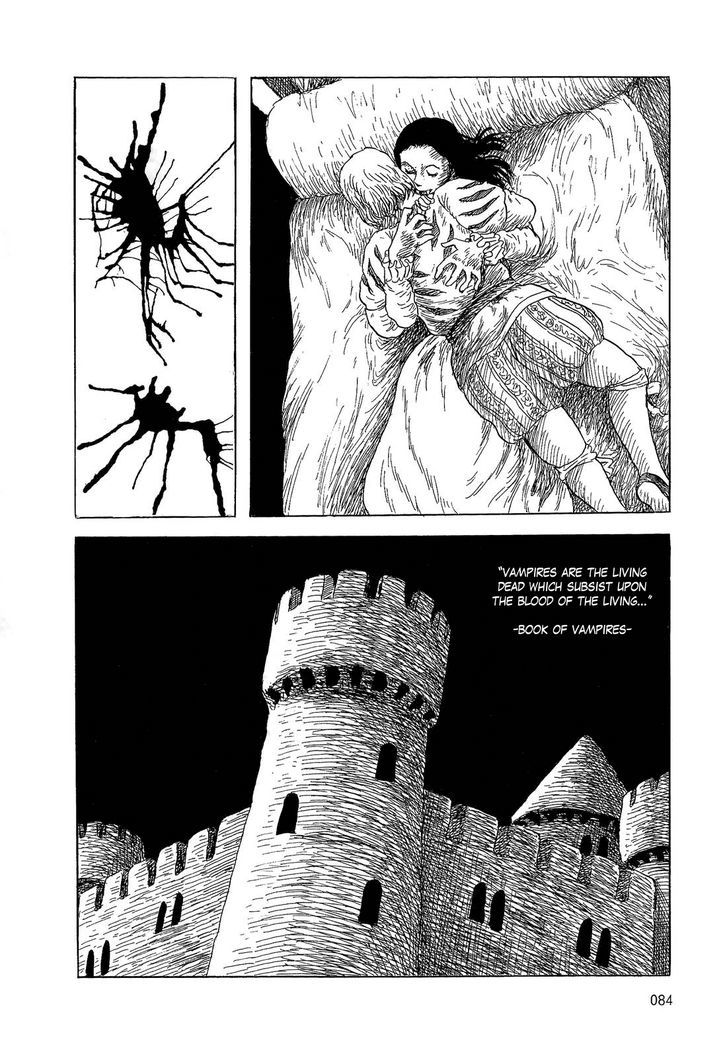 "VAMPIRES ARE THE LIVING
DEAD WHICH SUBSIST UPON
THE BLOOD OF THE LIVING..."
-BOOK OF VAMPIRES-
084